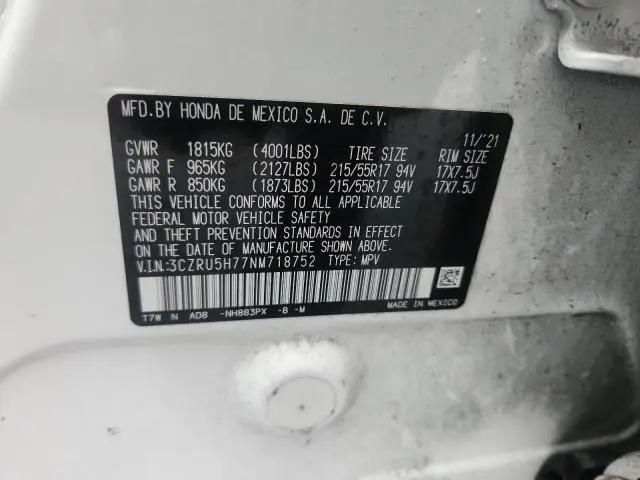 MFD.BY HONDA DE MEXICO S.A. DE C.V.
11/'21
GVWR 1815KG (4001LBS) TIRE SIZE RIM SIZE
GAWR F 965KG (2127LBS) 215/55R17 94V 17X7.5J
GAWR R 850KG (1873LBS) 215/55R17 94V 17X7.5J
THIS VEHICLE CONFORMS TO ALL APPLICABLE
FEDERAL MOTOR VEHICLE SAFETY
AND THEFT PREVENTION STANDARDS IN EFFECT
ON THE DATE OF MANUFACTURE SHOWN ABOVE.
V.I.N:3CZRU5H77NM718752 TYPE: MPV
T7W N AD8 -NH883PX -B -M
MADE IN MEXICO